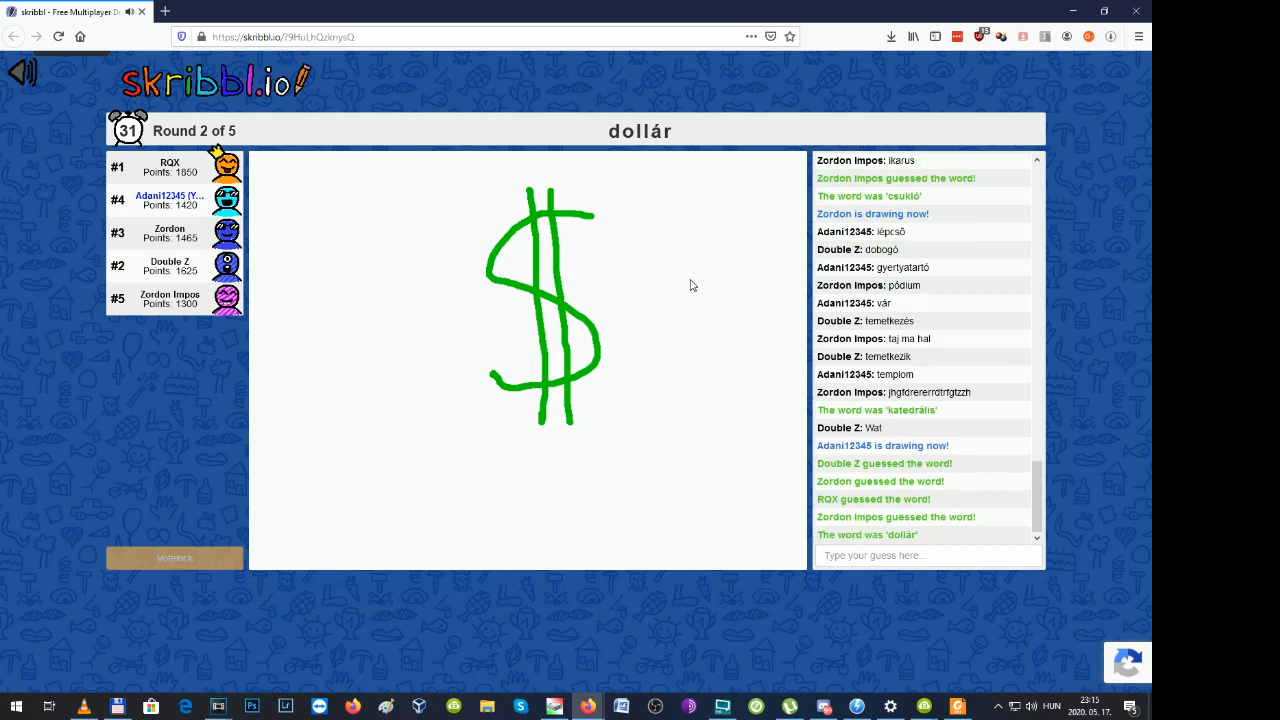 skribbl - Free Multiplayer Dr
https://skribbl.io/?9HuLhQzknysQ
15
skribbl.io
31
Round 2 of 5
dollár
#1
RQX
Points: 1850
#4
Adani12345 (Y...
Points: 1420
#3
Zordon
Points: 1465
#2
Double Z
Points: 1625
#5
Zordon Impos
Points: 1300
Votekick
Zordon Impos: ikarus
Zordon Impos guessed the word!
The word was 'csukló'
Zordon is drawing now!
Adani12345: lépcső
Double Z: dobogó
Adani12345: gyertyatartó
Zordon Impos: pódium
Adani12345: vár
Double Z: temetkezés
Zordon Impos: taj ma hal
Double Z: temetkezik
Adani12345: templom
Zordon Impos: jhgfdrererrdtrfgtzzh
The word was 'katedrális'
Double Z: Wat
Adani12345 is drawing now!
Double Z guessed the word!
Zordon guessed the word!
RQX guessed the word!
Zordon Impos guessed the word!
The word was 'dollár'
Type your guess here...
HUN
23:15
2020. 05. 17.